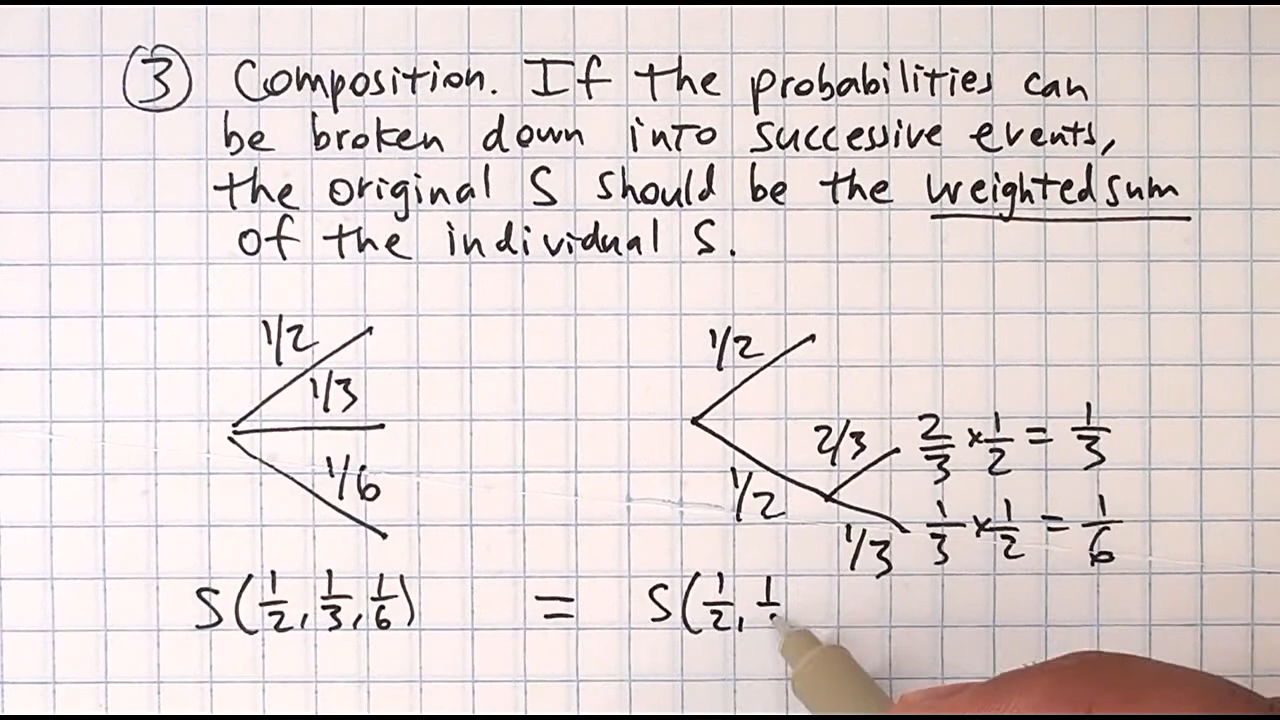 ③ Composition. If the probabilities can
be broken down into successive events,
the original S should be the weighted sum
of the individual S.
1/2
1/3
1/6
1/2
2/3
2/3 × 1/2 = 1/3
1/2
1/3
1/3 × 1/2 = 1/6
S(1/2, 1/3, 1/6) = S(1/2, 1